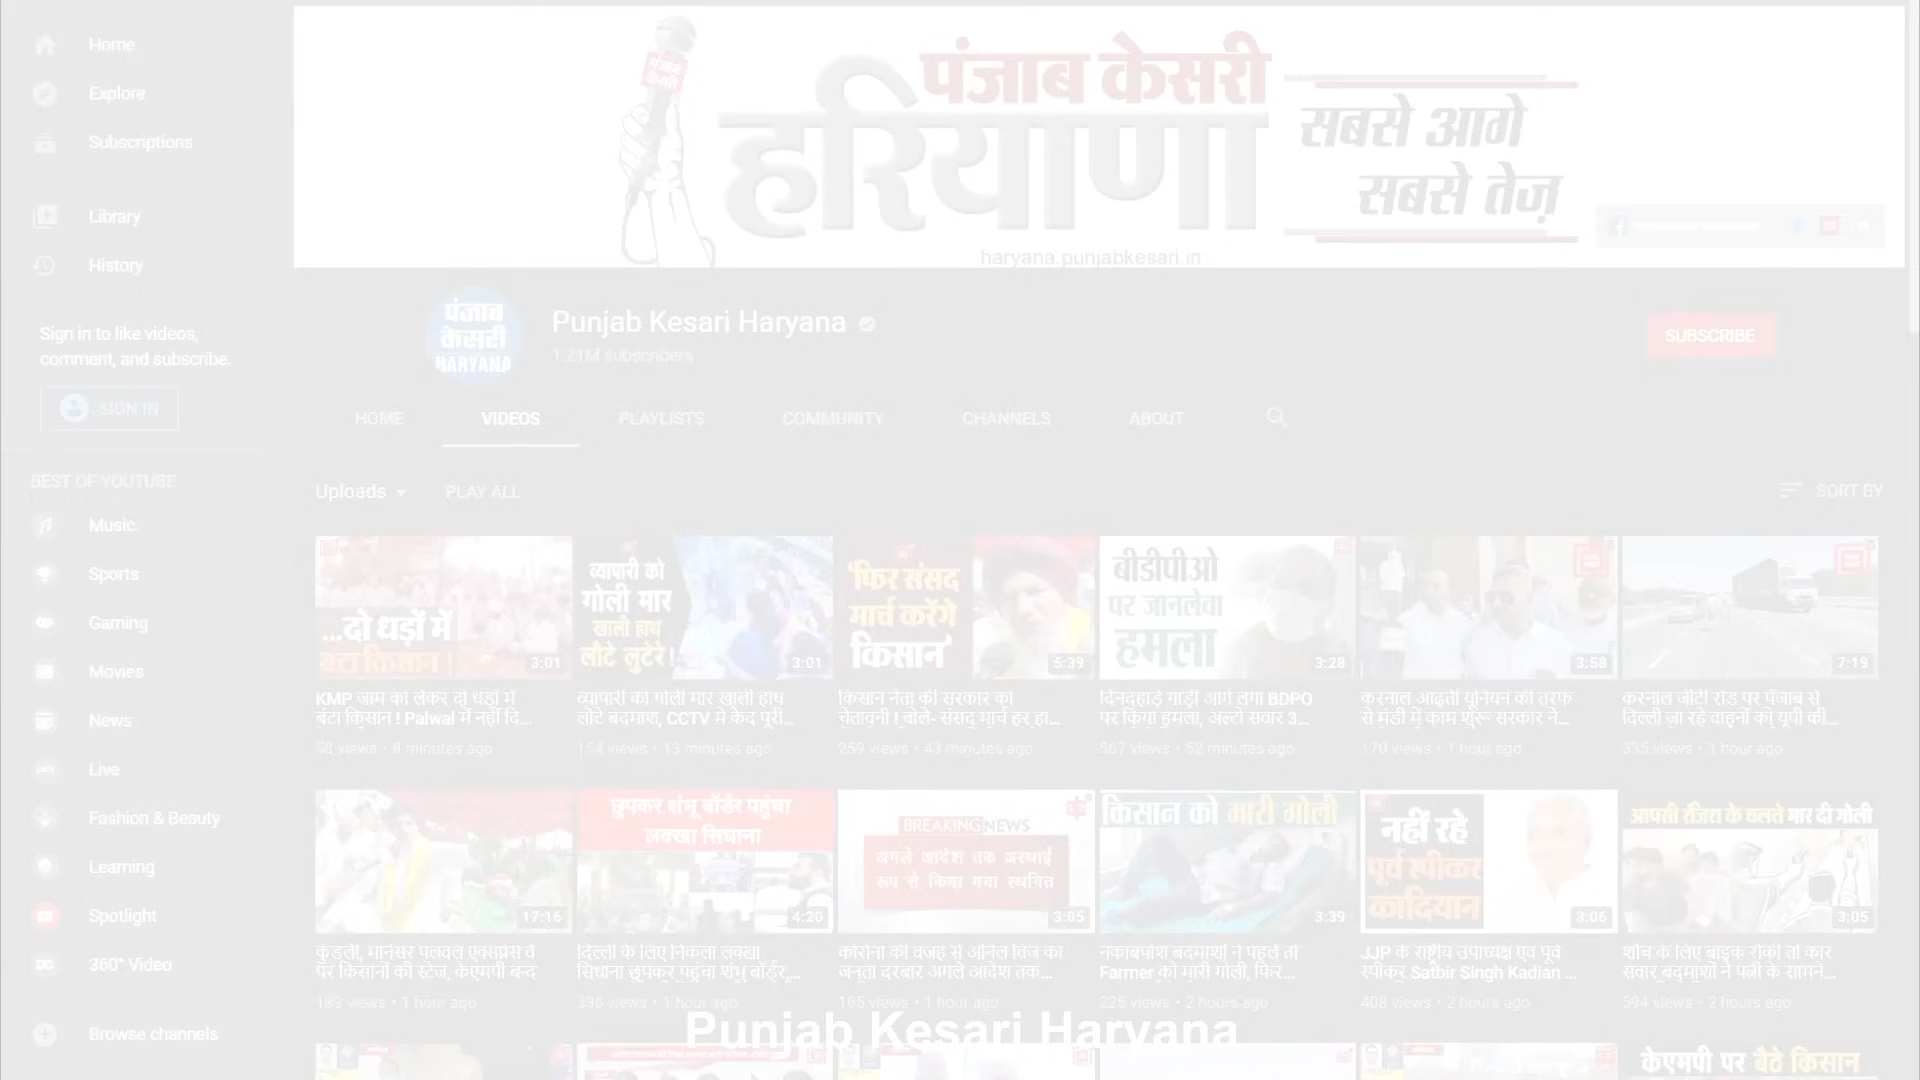 Home
Explore
Subscriptions
Library
History
Sign in to like videos,
comment, and subscribe.
SIGN IN
BEST OF YOUTUBE
Music
Sports
Gaming
Movies
News
Live
Fashion & Beauty
Learning
Spotlight
360° Video
Browse channels
पंजाब केसरी
हरियाणा
सबसे आगे
सबसे तेज़
haryana.punjabkesari.in
पंजाब
केसरी
HARYANA
Punjab Kesari Haryana
1.21M subscribers
SUBSCRIBE
HOME VIDEOS PLAYLISTS COMMUNITY CHANNELS ABOUT
Uploads PLAY ALL SORT BY
...दो धड़ों में
बंटा किसान !
3:01
KMP जाम को लेकर दो धड़ों में
बंटा किसान ! Palwal में नहीं दि...
98 views • 8 minutes ago
व्यापारी को
गोली मार
खाली हाथ
लौटे लुटेरे !
3:01
व्यापारी को गोली मार खाली हाथ
लौटे बदमाश, CCTV में कैद पूरी...
154 views • 13 minutes ago
'फिर संसद
मार्च करेंगे
किसान'
5:39
किसान नेता की सरकार को
चेतावनी ! बोले- संसद मार्च हर हा...
259 views • 43 minutes ago
बीडीपीओ
पर जानलेवा
हमला
3:28
दिनदहाड़े गाड़ी आगे लगा BDPO
पर किया हमला, अल्टो सवार 3...
567 views • 52 minutes ago
3:58
करनाल आढ़ती यूनियन की तरफ
से मंडी में काम शुरू सरकार ने...
170 views • 1 hour ago
7:19
करनाल जीटी रोड पर पंजाब से
दिल्ली जा रहे वाहनों को यूपी की...
335 views • 1 hour ago
17:16
कुंडली, मानेसर पलवल एक्सप्रेस वे
पर किसानों की स्टेज, केएमपी बन्द
189 views • 1 hour ago
छुपकर शंभू बॉर्डर पहुंचा
लक्खा सिधाना
4:20
दिल्ली के लिए निकला लक्खा
सिधाना छुपकर पहुंचा शंभू बॉर्डर,...
336 views • 1 hour ago
BREAKING NEWS
अगले आदेश तक अस्थाई
रूप से किया गया स्थगित
3:05
कोरोना की वजह से अनिल विज का
जनता दरबार अगले आदेश तक...
165 views • 1 hour ago
किसान को मारी गोली
3:39
नकाबपोश बदमाशों ने पहले तो
Farmer को मारी गोली, फिर...
225 views • 2 hours ago
नहीं रहे
पूर्व स्पीकर
कादियान
3:06
JJP के राष्ट्रीय उपाध्यक्ष एवं पूर्व
स्पीकर Satbir Singh Kadian ...
408 views • 2 hours ago
आपसी रंजिश के चलते मार दी गोली
3:05
शौच के लिए बाइक रोकी तो कार
सवार बदमाशों ने पत्नी के सामने...
594 views • 2 hours ago
Punjab Kesari Haryana
केएमपी पर बैठे किसान